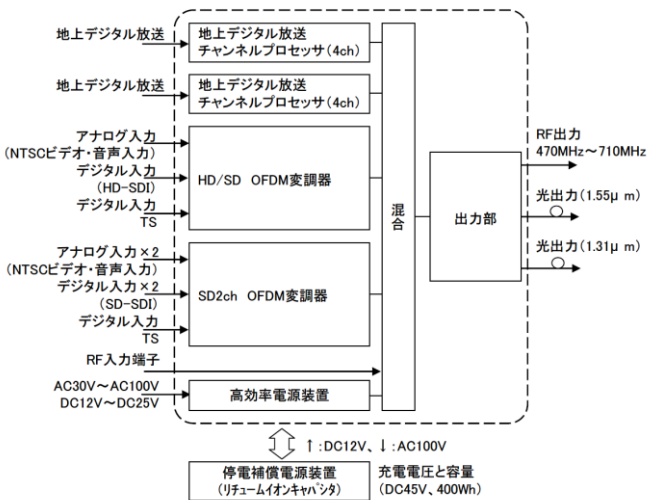 地上デジタル放送
地上デジタル放送
チャンネルプロセッサ(4ch)
地上デジタル放送
地上デジタル放送
チャンネルプロセッサ(4ch)
アナログ入力
(NTSCビデオ・音声入力)
デジタル入力
(HD-SDI)
デジタル入力
TS
HD/SD OFDM変調器
アナログ入力×2
(NTSCビデオ・音声入力)
デジタル入力×2
(SD-SDI)
デジタル入力
TS
SD2ch OFDM変調器
RF入力端子
AC30V~AC100V
DC12V~DC25V
高効率電源装置
混合
出力部
RF出力
470MHz~710MHz
光出力(1.55μm)
光出力(1.31μm)
↑:DC12V、↓:AC100V
停電補償電源装置
(リチュームイオンキャパシタ)
充電電圧と容量
(DC45V、400Wh)